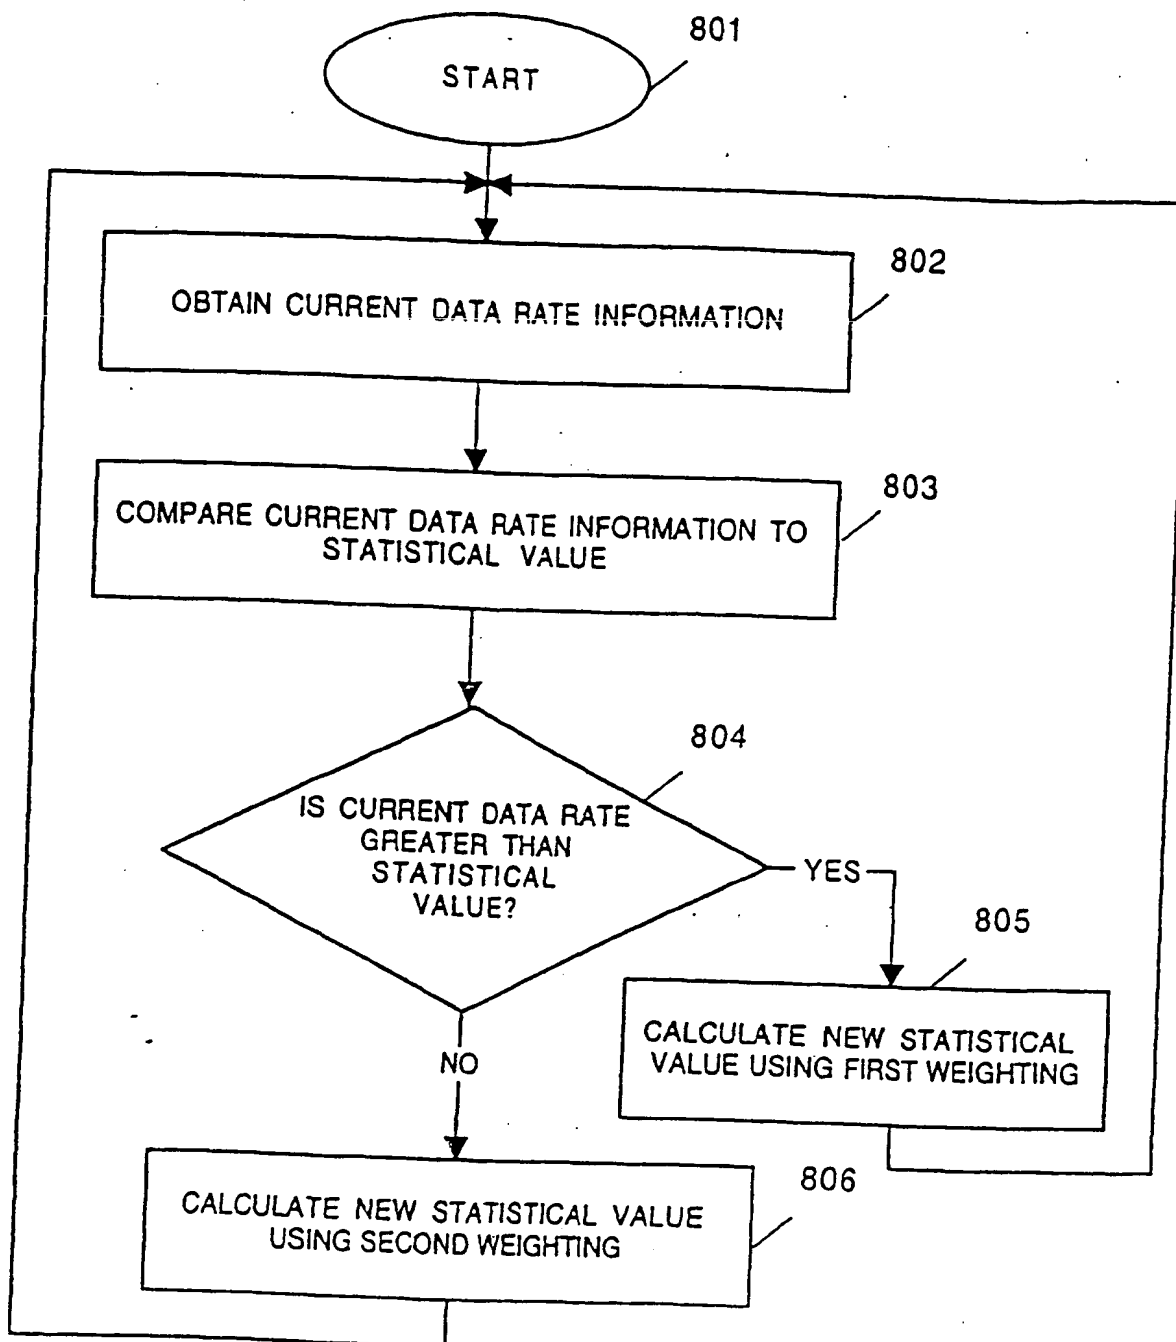 801
START
802
OBTAIN CURRENT DATA RATE INFORMATION
803
COMPARE CURRENT DATA RATE INFORMATION TO
STATISTICAL VALUE
804
IS CURRENT DATA RATE
GREATER THAN
STATISTICAL
VALUE?
YES
805
CALCULATE NEW STATISTICAL
VALUE USING FIRST WEIGHTING
NO
806
CALCULATE NEW STATISTICAL VALUE
USING SECOND WEIGHTING